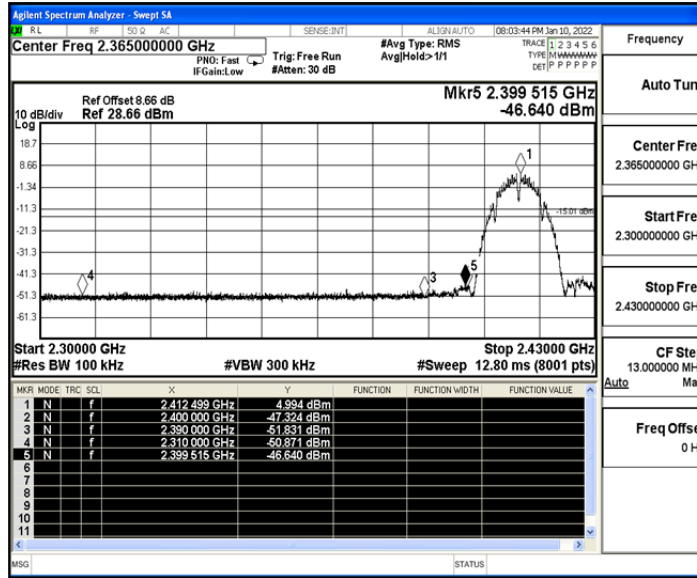 Agilent Spectrum Analyzer - Swept SA
RL RF 50 Ω AC SENSE:INT ALIGN AUTO 08:03:44 PM Jan 10, 2022
Center Freq 2.365000000 GHz
PNO: Fast
IFGain:Low
Trig: Free Run
#Atten: 30 dB
#Avg Type: RMS
Avg|Hold:>1/1
TRACE 1 2 3 4 5 6
TYPE M W W W W W
DET P P P P P P
Ref Offset 8.66 dB
Ref 28.66 dBm
10 dB/div
Log
Mkr5 2.399 515 GHz
-46.640 dBm
18.7
8.66
-1.34
-11.3
-21.3
-31.3
-41.3
-51.3
-61.3
1
-15.01 dBm
4
3
5
Start 2.30000 GHz
Stop 2.43000 GHz
#Res BW 100 kHz
#VBW 300 kHz
#Sweep 12.80 ms (8001 pts)
MKR MODE TRC SCL X Y FUNCTION FUNCTION WIDTH FUNCTION VALUE
1 N f 2.412 499 GHz 4.994 dBm
2 N f 2.400 000 GHz -47.324 dBm
3 N f 2.390 000 GHz -51.831 dBm
4 N f 2.310 000 GHz -50.871 dBm
5 N f 2.399 515 GHz -46.640 dBm
6
7
8
9
10
11
MSG
STATUS
Frequency
Auto Tun
Center Fre
2.365000000 GH
Start Fre
2.300000000 GH
Stop Fre
2.430000000 GH
CF Ste
13.000000 MH
Auto Ma
Freq Offse
0 H